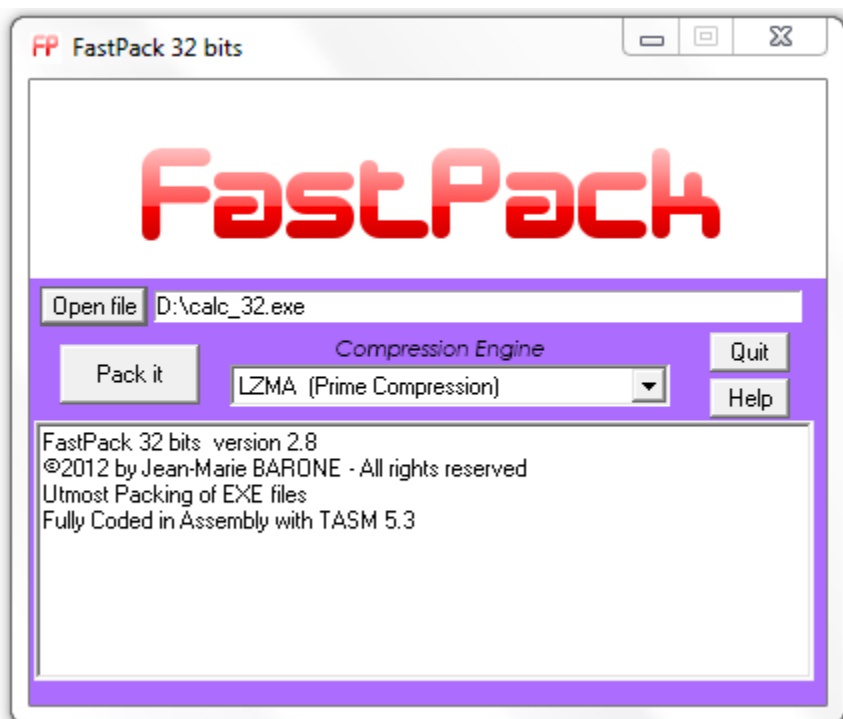 FP FastPack 32 bits
FastPack
Open file D:\calc_32.exe
Compression Engine
Pack it
LZMA (Prime Compression)
Quit
Help
FastPack 32 bits version 2.8
©2012 by Jean-Marie BARONE - All rights reserved
Utmost Packing of EXE files
Fully Coded in Assembly with TASM 5.3